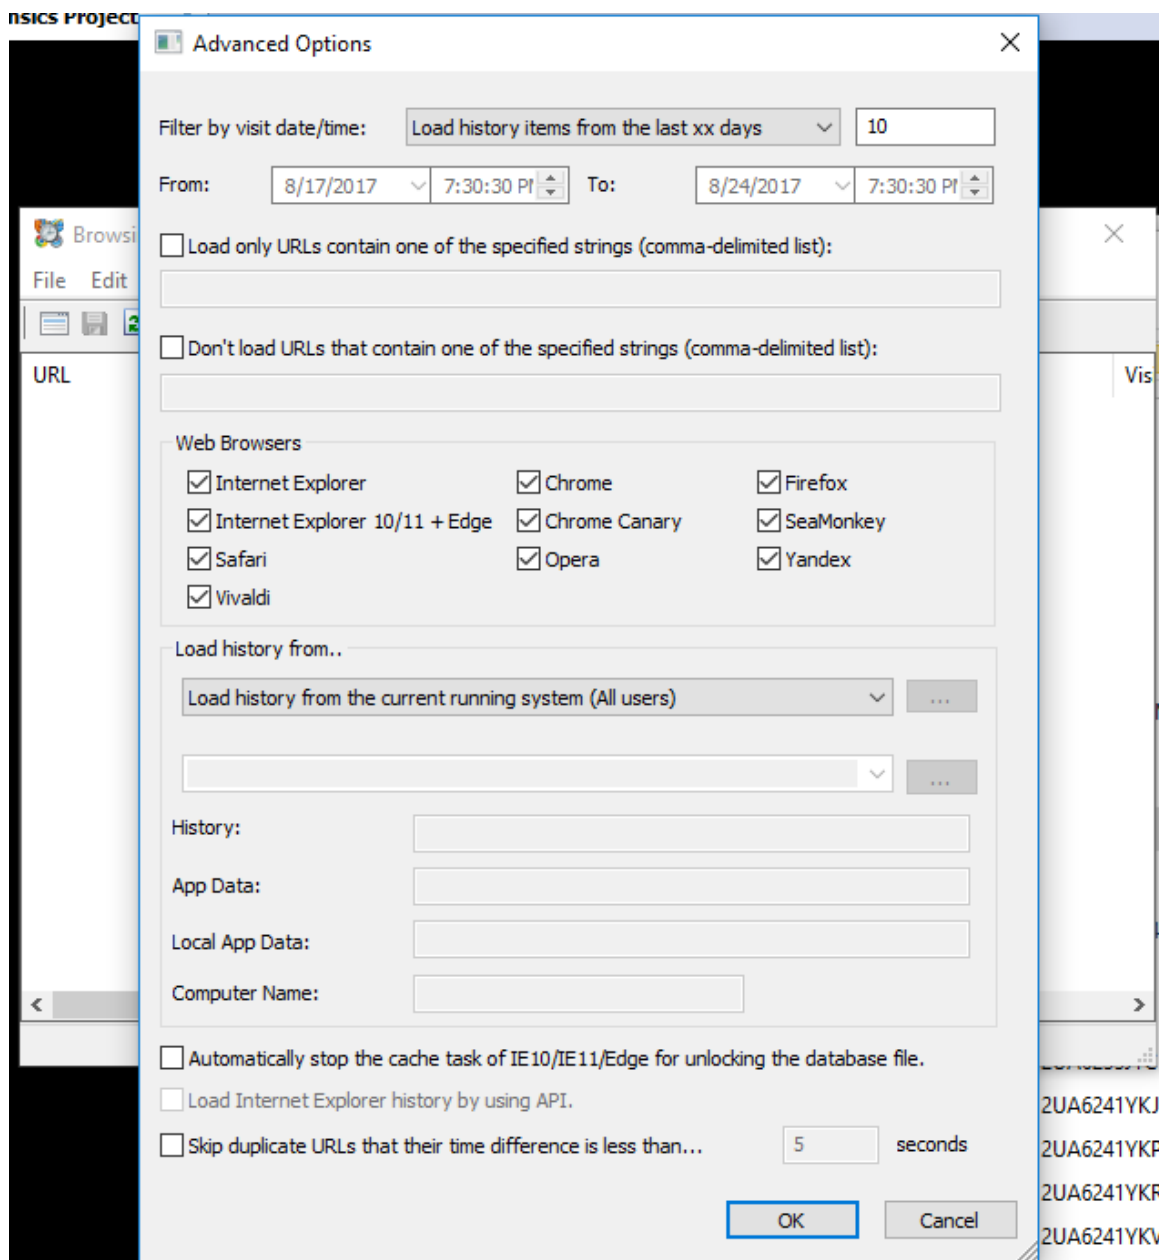 Advanced Options
Filter by visit date/time: Load history items from the last xx days 10
From: 8/17/2017 7:30:30 To: 8/24/2017 7:30:30
Load only URLs contain one of the specified strings (comma-delimited list):
File Edit
Don't load URLs that contain one of the specified strings (comma-delimited list):
URL Vis
Web Browsers
Internet Explorer Chrome Firefox
Internet Explorer 10/11 + Edge Chrome Canary SeaMonkey
Safari Opera Yandex
Vivaldi
Load history from..
Load history from the current running system (All users) ...
...
History:
App Data:
Local App Data:
Computer Name:
Automatically stop the cache task of IE10/IE11/Edge for unlocking the database file.
Load Internet Explorer history by using API.
2UA6241YKJ
Skip duplicate URLs that their time difference is less than... 5 seconds
2UA6241YKP
2UA6241YKR
OK Cancel
2UA6241YKV